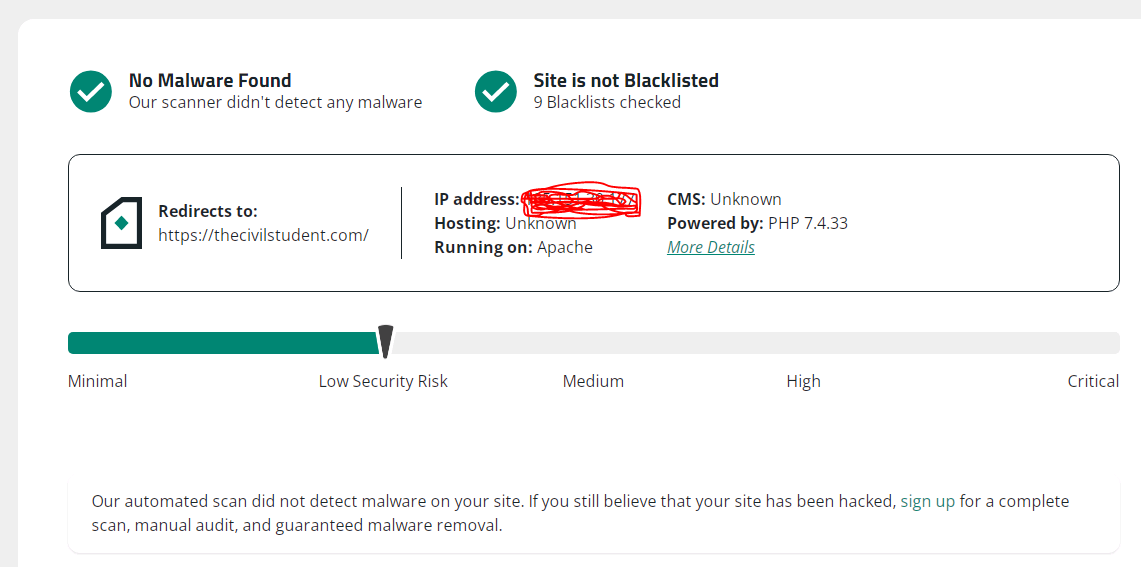 No Malware Found
Our scanner didn't detect any malware
Site is not Blacklisted
9 Blacklists checked
Redirects to:
https://thecivilstudent.com/
IP address:
Hosting: Unknown
Running on: Apache
CMS: Unknown
Powered by: PHP 7.4.33
More Details
Minimal
Low Security Risk
Medium
High
Critical
Our automated scan did not detect malware on your site. If you still believe that your site has been hacked, sign up for a complete
scan, manual audit, and guaranteed malware removal.